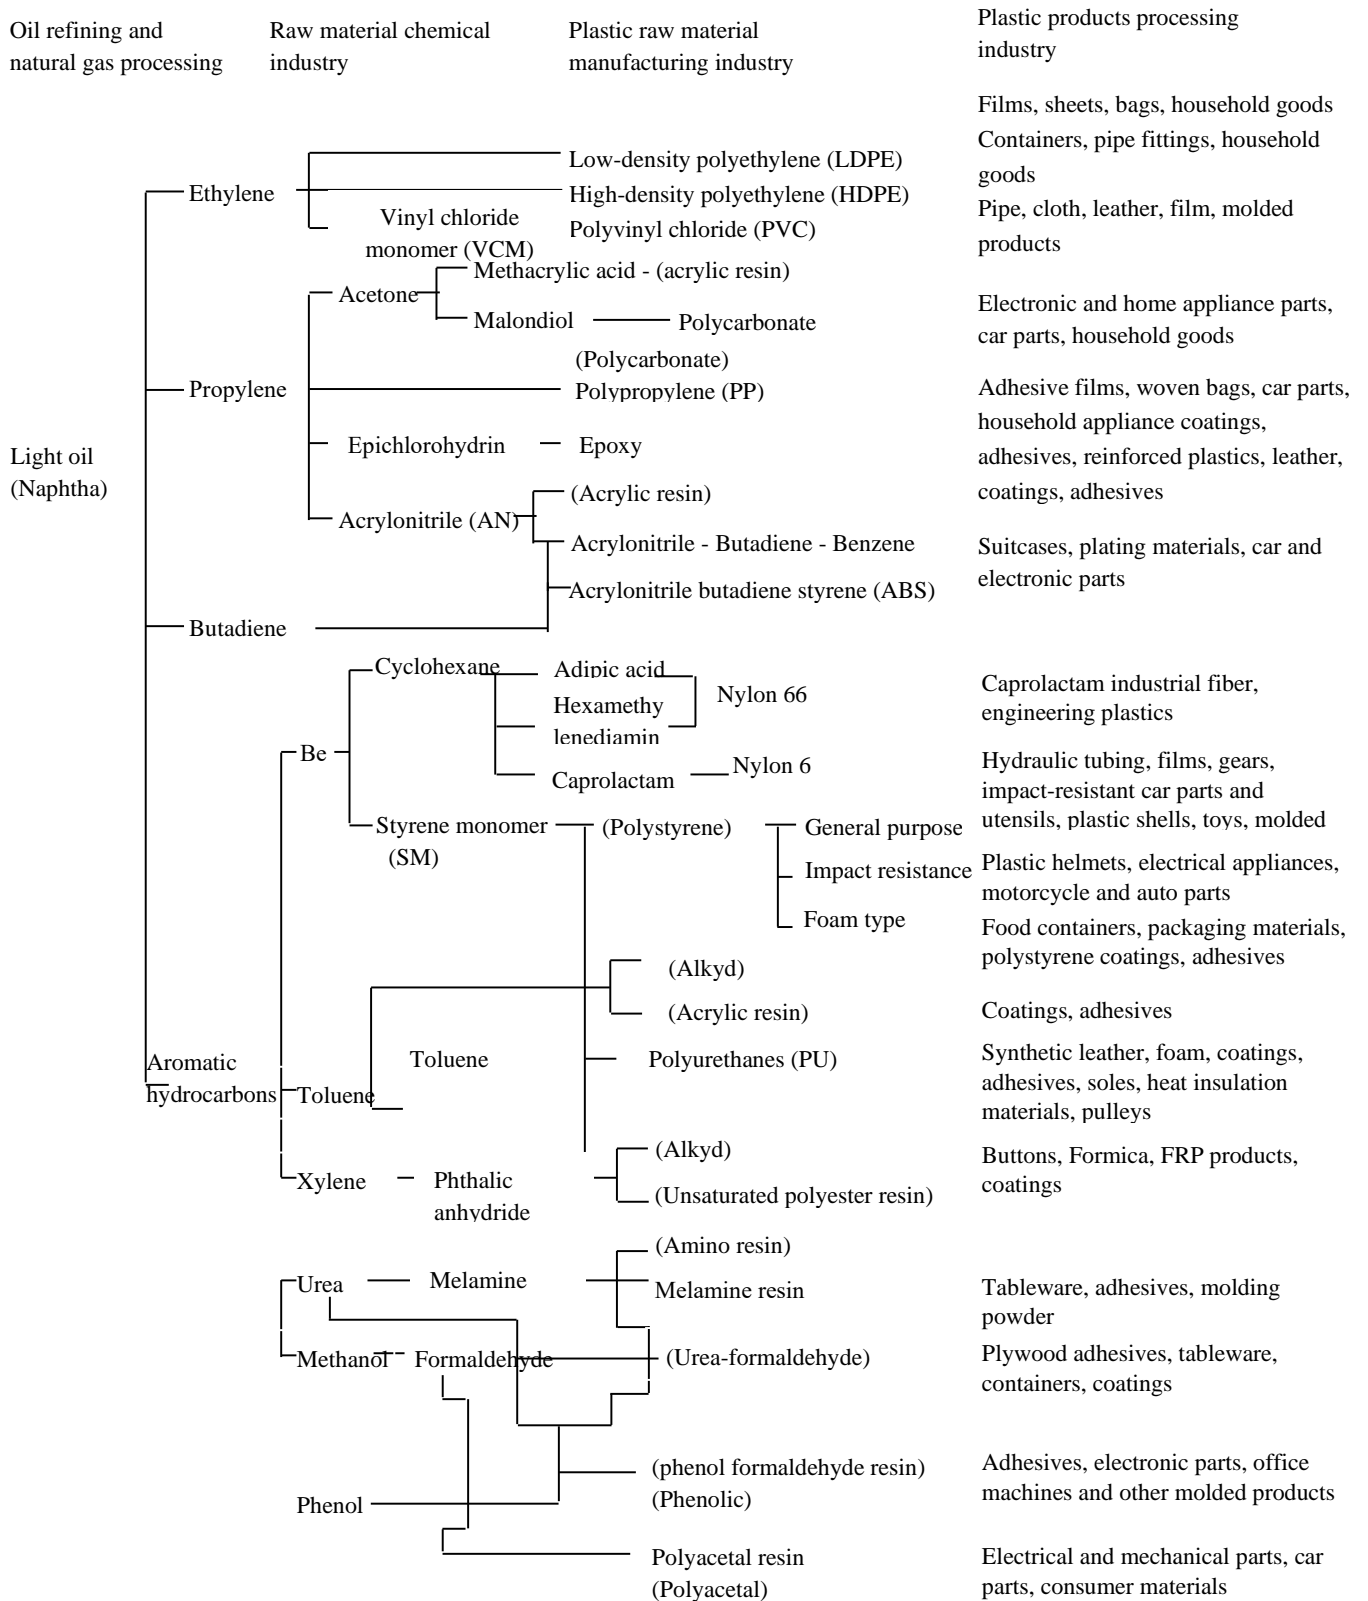 Oil refining and
natural gas processing
Raw material chemical
industry
Plastic raw material
manufacturing industry
Plastic products processing
industry
Films, sheets, bags, household goods
Containers, pipe fittings, household
goods
Pipe, cloth, leather, film, molded
products
Low-density polyethylene (LDPE)
Ethylene
High-density polyethylene (HDPE)
Vinyl chloride
monomer (VCM)
Polyvinyl chloride (PVC)
Methacrylic acid - (acrylic resin)
Acetone
Malondiol
Polycarbonate
Electronic and home appliance parts,
car parts, household goods
(Polycarbonate)
Propylene
Polypropylene (PP)
Adhesive films, woven bags, car parts,
household appliance coatings,
adhesives, reinforced plastics, leather,
coatings, adhesives
Epichlorohydrin
Epoxy
Light oil
(Naphtha)
(Acrylic resin)
Acrylonitrile (AN)
Acrylonitrile - Butadiene - Benzene
Suitcases, plating materials, car and
electronic parts
Acrylonitrile butadiene styrene (ABS)
Butadiene
Cyclohexane
Adipic acid
Hexamethy
lenediamin
Nylon 66
Caprolactam industrial fiber,
engineering plastics
Be
Caprolactam
Nylon 6
Hydraulic tubing, films, gears,
impact-resistant car parts and
utensils, plastic shells, toys, molded
Styrene monomer
(SM)
(Polystyrene)
General purpose
Impact resistance
Plastic helmets, electrical appliances,
motorcycle and auto parts
Foam type
Food containers, packaging materials,
polystyrene coatings, adhesives
(Alkyd)
(Acrylic resin)
Coatings, adhesives
Aromatic
hydrocarbons
Toluene
Toluene
Polyurethanes (PU)
Synthetic leather, foam, coatings,
adhesives, soles, heat insulation
materials, pulleys
Xylene
Phthalic
anhydride
(Alkyd)
(Unsaturated polyester resin)
Buttons, Formica, FRP products,
coatings
(Amino resin)
Urea
Melamine
Melamine resin
Tableware, adhesives, molding
powder
Methanol
Formaldehyde
(Urea-formaldehyde)
Plywood adhesives, tableware,
containers, coatings
Phenol
(phenol formaldehyde resin)
(Phenolic)
Adhesives, electronic parts, office
machines and other molded products
Polyacetal resin
(Polyacetal)
Electrical and mechanical parts, car
parts, consumer materials